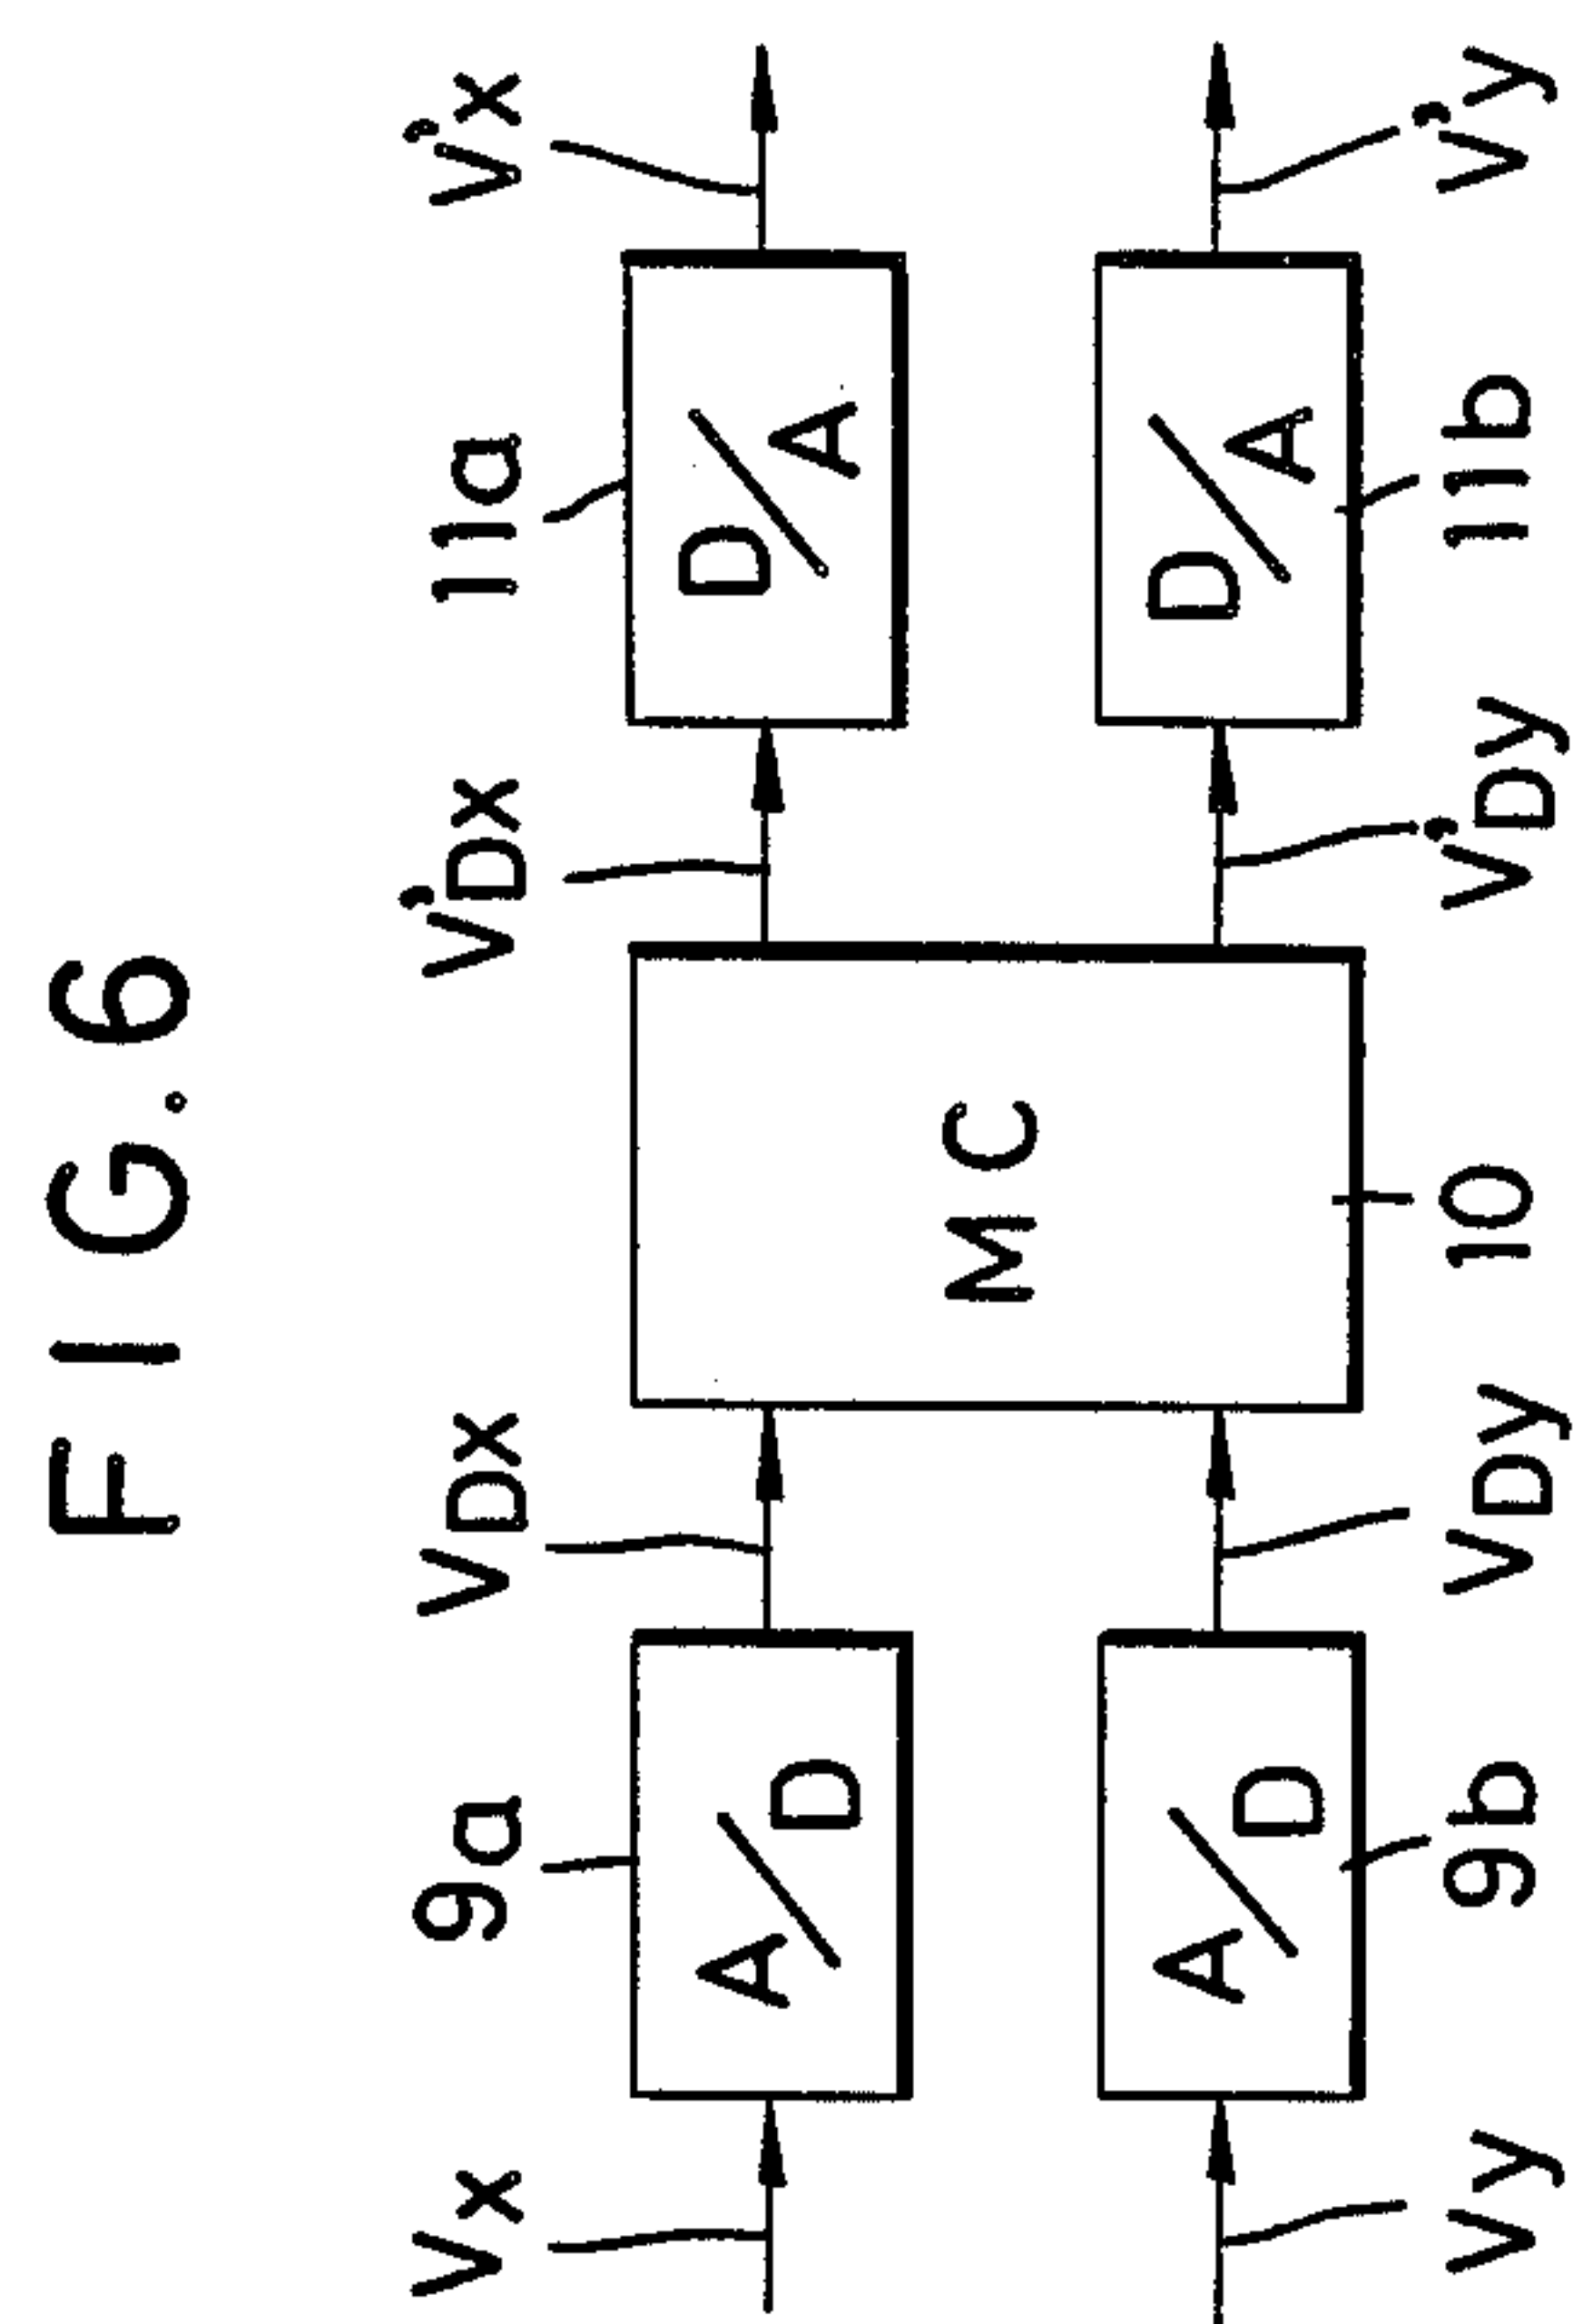 FIG.6
Vx
9a
VDx
V'Dx
11a
V'x
A/D
D/A
MC
A/D
D/A
Vy
9b
VDy
10
V'Dy
11b
V'y